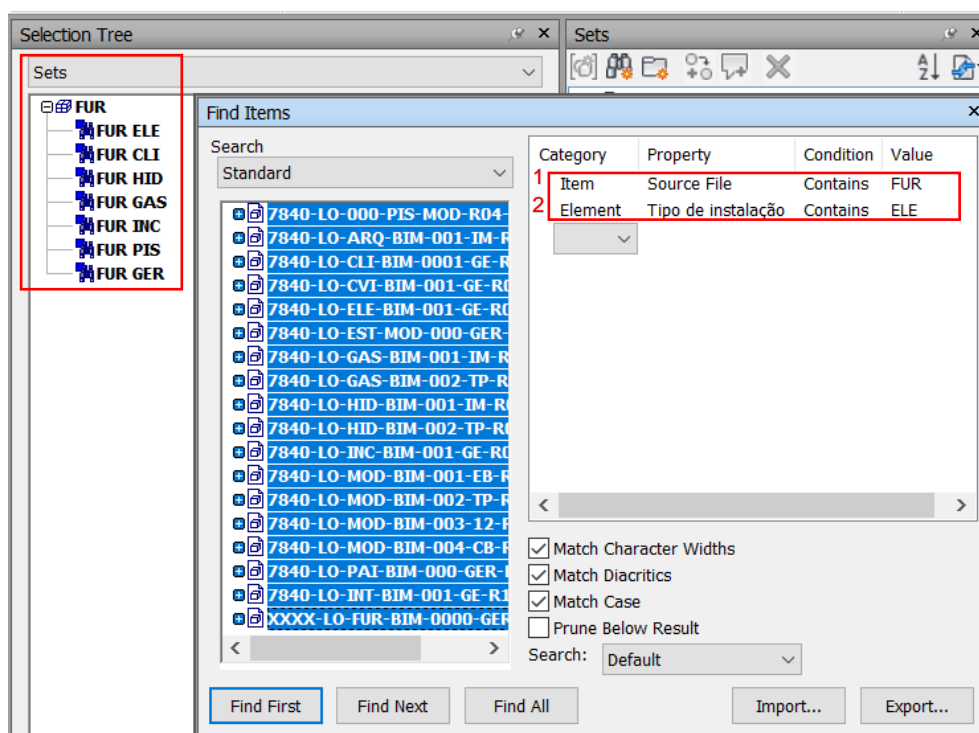 Selection Tree
Sets
FUR
FUR ELE
FUR CLI
FUR HID
FUR GAS
FUR INC
FUR PIS
FUR GER
Sets
Find Items
Search
Standard
7840-LO-000-PIS-MOD-R04-
7840-LO-ARQ-BIM-001-IM-R
7840-LO-CLI-BIM-0001-GE-R
7840-LO-CVI-BIM-001-GE-R0
7840-LO-ELE-BIM-001-GE-R0
7840-LO-EST-MOD-000-GER-
7840-LO-GAS-BIM-001-IM-R
7840-LO-GAS-BIM-002-TP-R
7840-LO-HID-BIM-001-IM-R0
7840-LO-HID-BIM-002-TP-R0
7840-LO-INC-BIM-001-GE-R0
7840-LO-MOD-BIM-001-EB-R
7840-LO-MOD-BIM-002-TP-R
7840-LO-MOD-BIM-003-12-R
7840-LO-MOD-BIM-004-CB-R
7840-LO-PAI-BIM-000-GER-
7840-LO-INT-BIM-001-GE-R1
XXXX-LO-FUR-BIM-0000-GER
Category Property Condition Value
1 Item Source File Contains FUR
2 Element Tipo de instalação Contains ELE
Match Character Widths
Match Diacritics
Match Case
Prune Below Result
Search: Default
Find First Find Next Find All Import... Export...